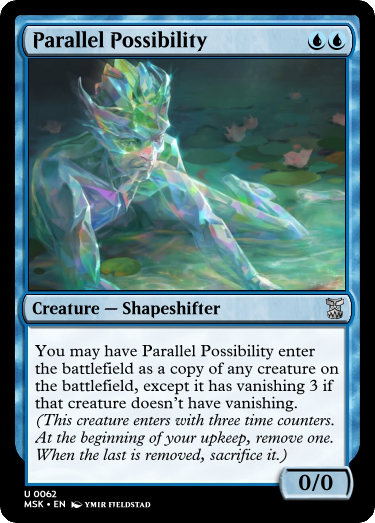 Parallel Possibility
Creature — Shapeshifter
You may have Parallel Possibility enter
the battlefield as a copy of any creature on
the battlefield, except it has vanishing 3 if
that creature doesn't have vanishing.
(This creature enters with three time counters.
At the beginning of your upkeep, remove one.
When the last is removed, sacrifice it.)
0/0
U 0062
MSK • EN YMIR FIELDSTAD